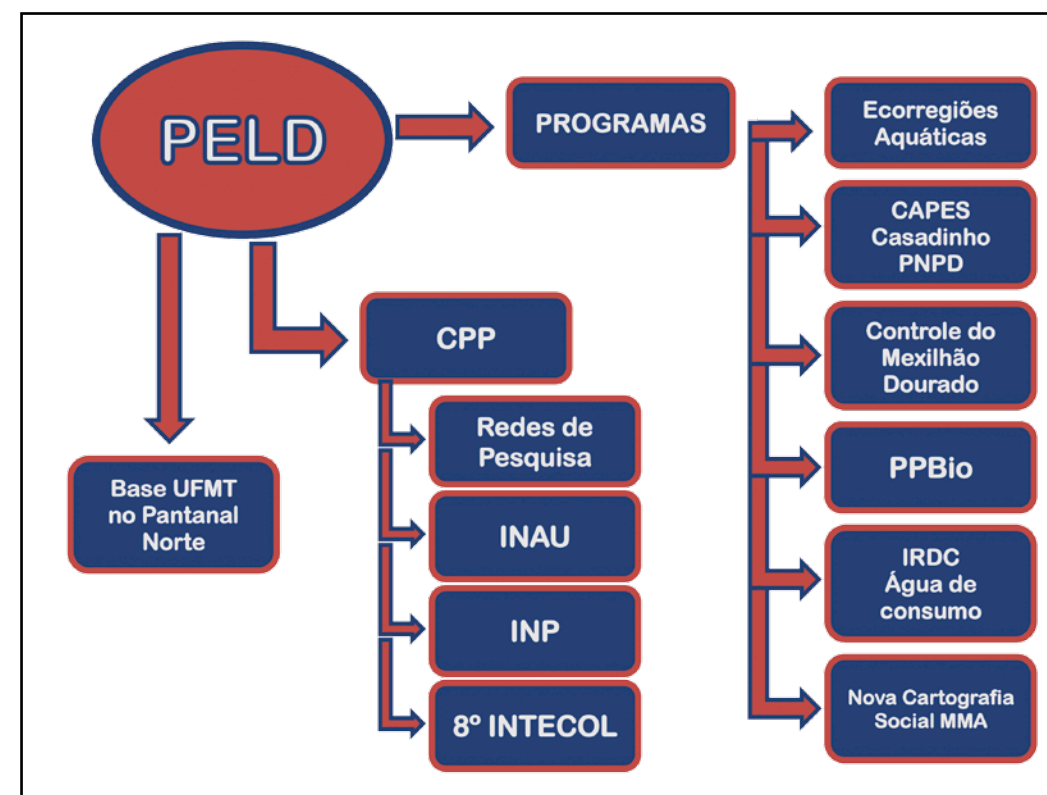 PELD
PROGRAMAS
Ecorregiões
Aquáticas
CAPES
Casadinho
PNPD
Controle do
Mexilhão
Dourado
PPBio
IRDC
Água de
consumo
Nova Cartografia
Social MMA
CPP
Redes de
Pesquisa
INAU
INP
8º INTECOL
Base UFMT
no Pantanal
Norte